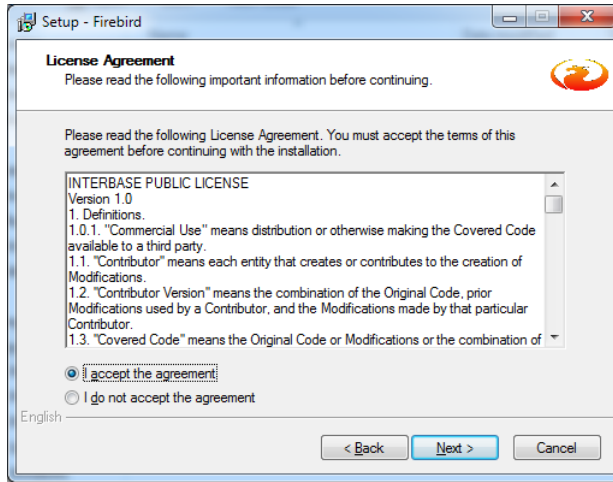 Setup - Firebird
License Agreement
Please read the following important information before continuing.
Please read the following License Agreement. You must accept the terms of this
agreement before continuing with the installation.
INTERBASE PUBLIC LICENSE
Version 1.0
1. Definitions.
1.0.1. "Commercial Use" means distribution or otherwise making the Covered Code
available to a third party.
1.1. "Contributor" means each entity that creates or contributes to the creation of
Modifications.
1.2. "Contributor Version" means the combination of the Original Code, prior
Modifications used by a Contributor, and the Modifications made by that particular
Contributor.
1.3. "Covered Code" means the Original Code or Modifications or the combination of
I accept the agreement
I do not accept the agreement
English
< Back Next > Cancel